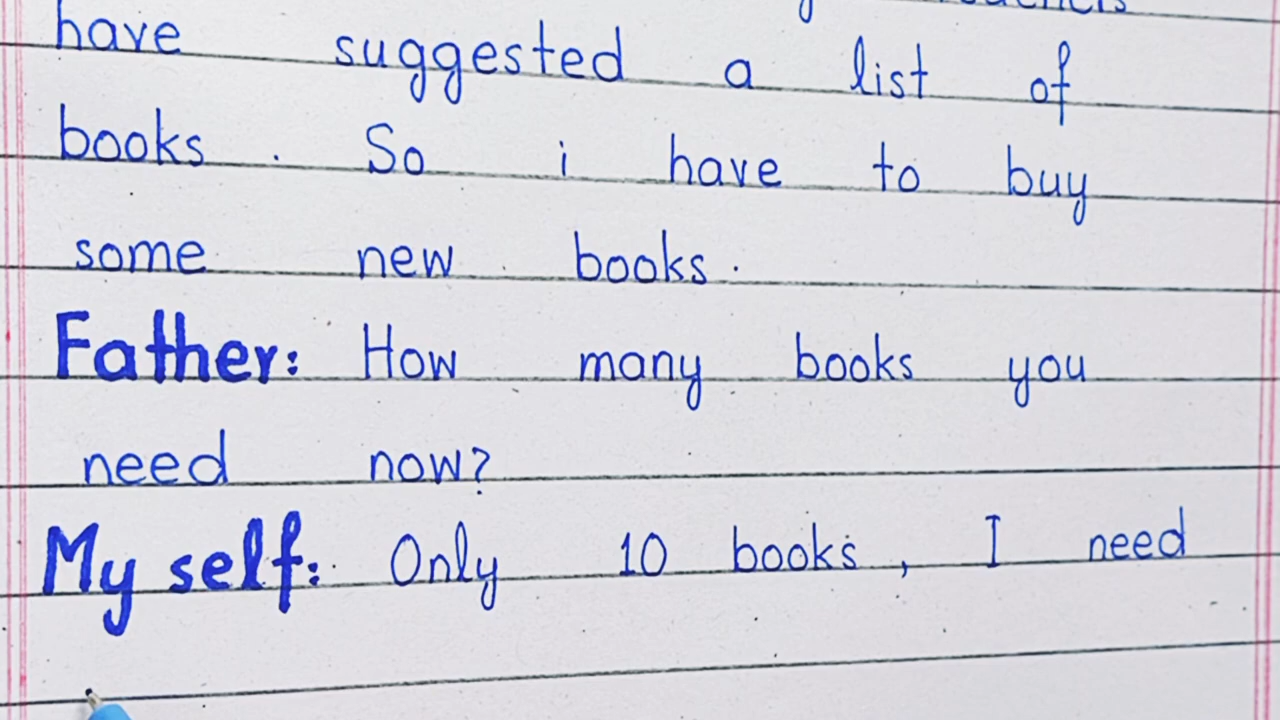 have suggested a list of
books. So i have to buy
some new books.
Father: How many books you
need now?
My self: Only 10 books, I need